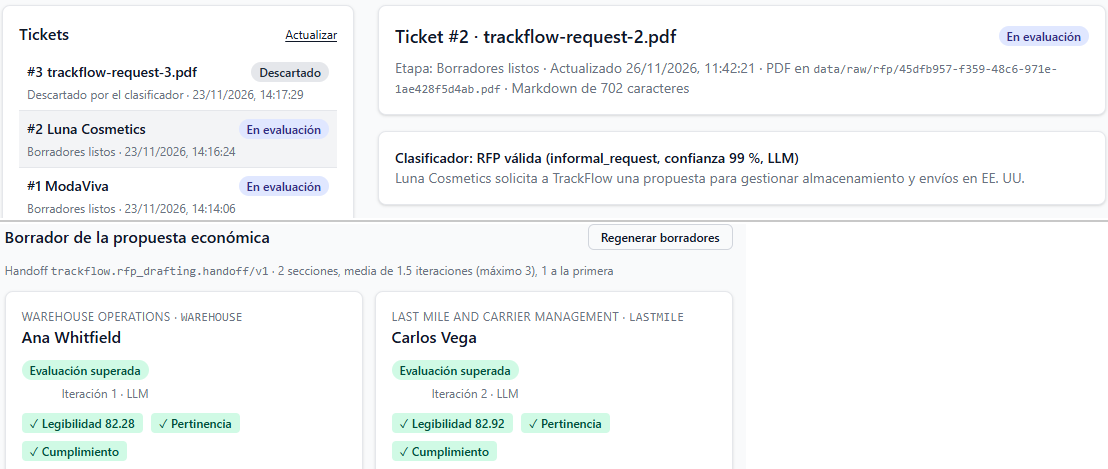 Tickets
Actualizar
#3 trackflow-request-3.pdf
Descartado
Descartado por el clasificador · 23/11/2026, 14:17:29
#2 Luna Cosmetics
En evaluación
Borradores listos · 23/11/2026, 14:16:24
#1 ModaViva
En evaluación
Borradores listos · 23/11/2026, 14:14:06
Ticket #2 · trackflow-request-2.pdf
En evaluación
Etapa: Borradores listos · Actualizado 26/11/2026, 11:42:21 · PDF en data/raw/rfp/45dfb957-f359-48c6-971e-
1ae428f5d4ab.pdf · Markdown de 702 caracteres
Clasificador: RFP válida (informal_request, confianza 99 %, LLM)
Luna Cosmetics solicita a TrackFlow una propuesta para gestionar almacenamiento y envíos en EE. UU.
Borrador de la propuesta económica
Regenerar borradores
Handoff trackflow.rfp_drafting.handoff/v1 · 2 secciones, media de 1.5 iteraciones (máximo 3), 1 a la primera
WAREHOUSE OPERATIONS · WAREHOUSE
Ana Whitfield
Evaluación superada
Iteración 1 · LLM
✓ Legibilidad 82.28
✓ Pertinencia
✓ Cumplimiento
LAST MILE AND CARRIER MANAGEMENT · LASTMILE
Carlos Vega
Evaluación superada
Iteración 2 · LLM
✓ Legibilidad 82.92
✓ Pertinencia
✓ Cumplimiento